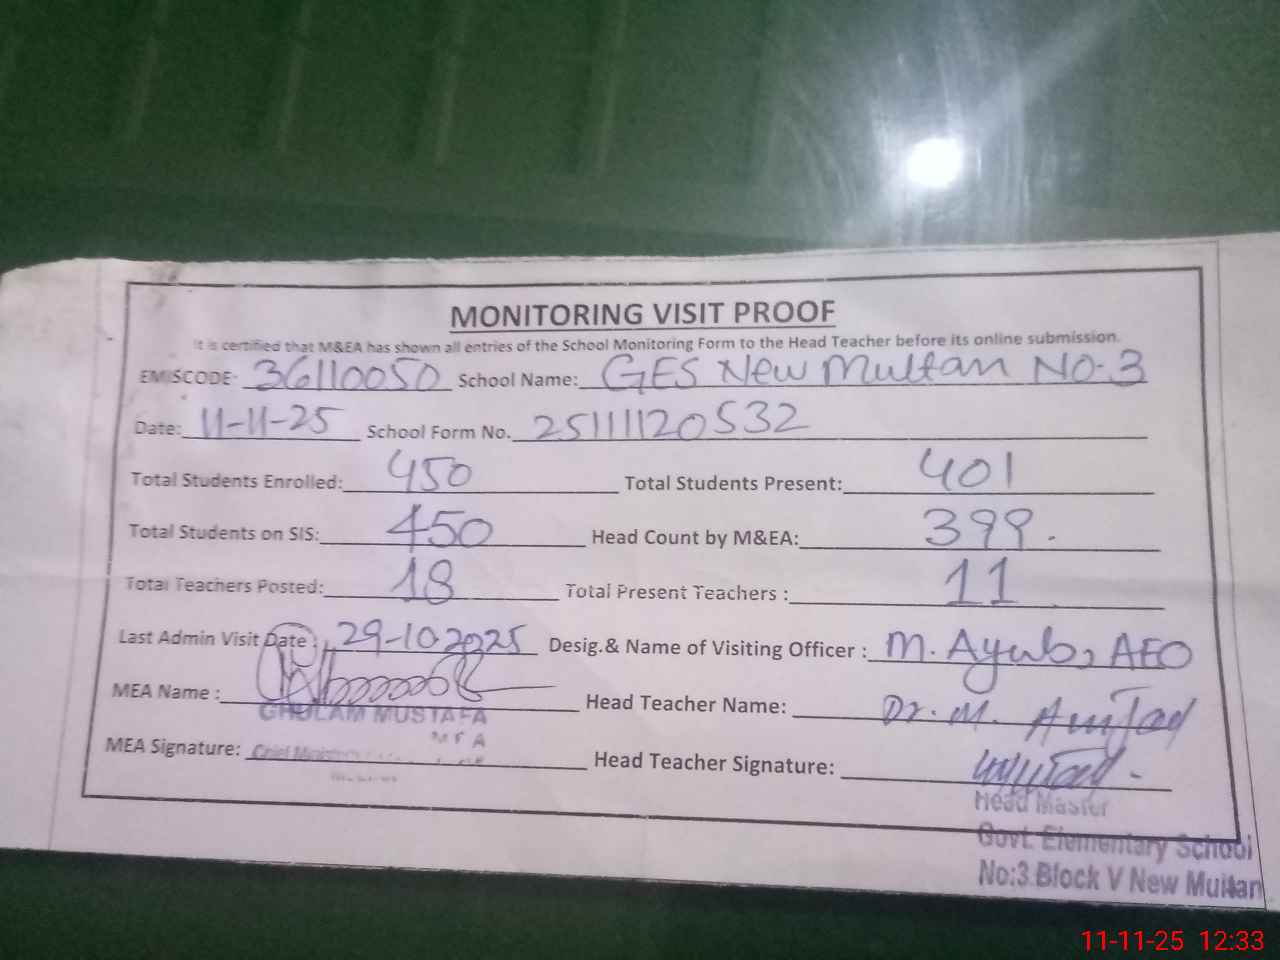 MONITORING VISIT PROOF
It is certified that M&EA has shown all entries of the School Monitoring Form to the Head Teacher before its online submission.
EMISCODE: 36110050 School Name: GES New Multan No.3
Date: 11-11-25 School Form No. 25111120532
Total Students Enrolled: 450 Total Students Present: 401
Total Students on SIS: 450 Head Count by M&EA: 399.
Total Teachers Posted: 18 Total Present Teachers : 11
Last Admin Visit Date : 29-10-2025 Desig.& Name of Visiting Officer : M. Ayub, AEO
MEA Name : Head Teacher Name: Dr. M. Amjad
GHULAM MUSTAFA
MEA
MEA Signature: Chief Head Teacher Signature:
Head Master
Govt. Elementary School
No:3 Block V New Multan
11-11-25 12:33